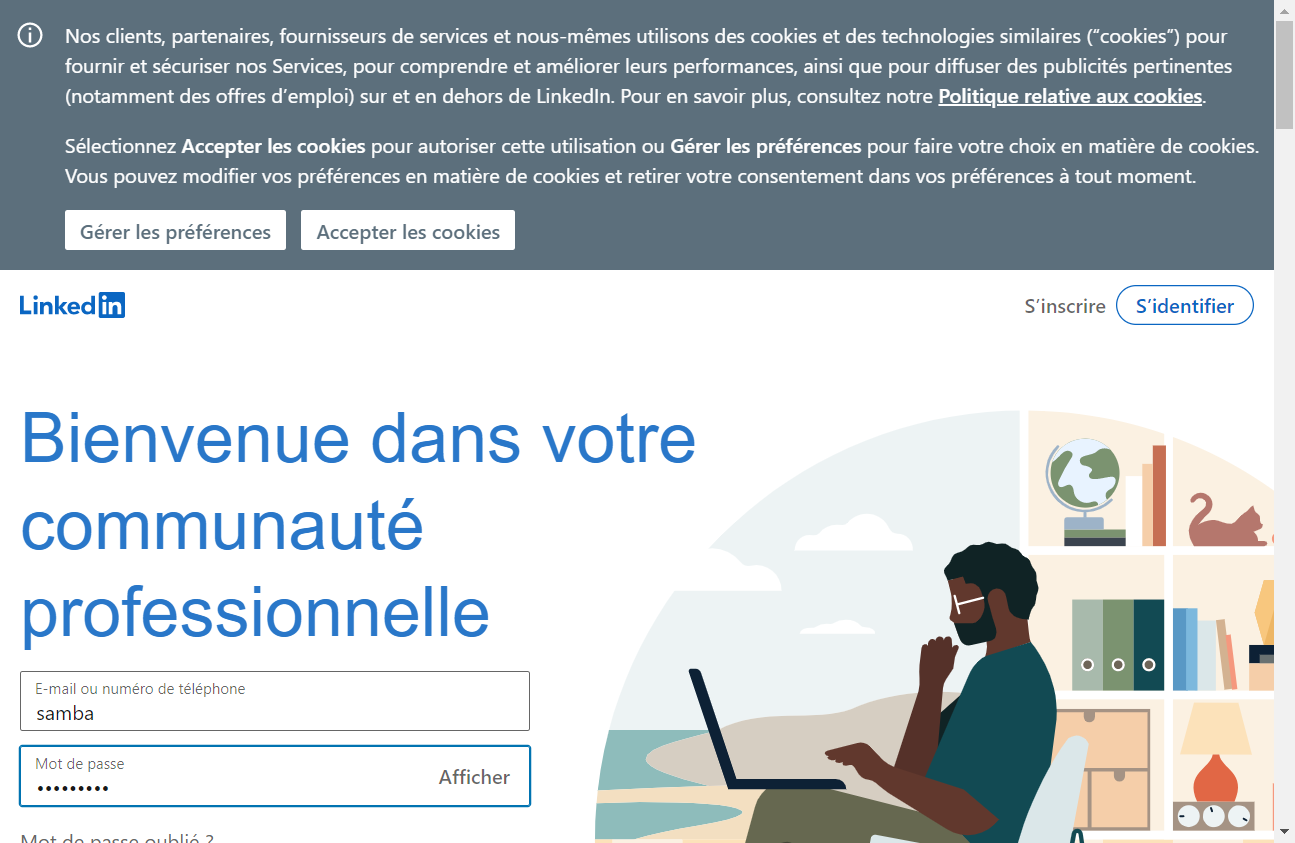 Nos clients, partenaires, fournisseurs de services et nous-mêmes utilisons des cookies et des technologies similaires (“cookies”) pour
fournir et sécuriser nos Services, pour comprendre et améliorer leurs performances, ainsi que pour diffuser des publicités pertinentes
(notamment des offres d’emploi) sur et en dehors de LinkedIn. Pour en savoir plus, consultez notre Politique relative aux cookies.
Sélectionnez Accepter les cookies pour autoriser cette utilisation ou Gérer les préférences pour faire votre choix en matière de cookies.
Vous pouvez modifier vos préférences en matière de cookies et retirer votre consentement dans vos préférences à tout moment.
Gérer les préférences Accepter les cookies
LinkedIn S’inscrire S’identifier
Bienvenue dans votre
communauté
professionnelle
E-mail ou numéro de téléphone
samba
Mot de passe
••••••••• Afficher
Mot de passe oublié ?